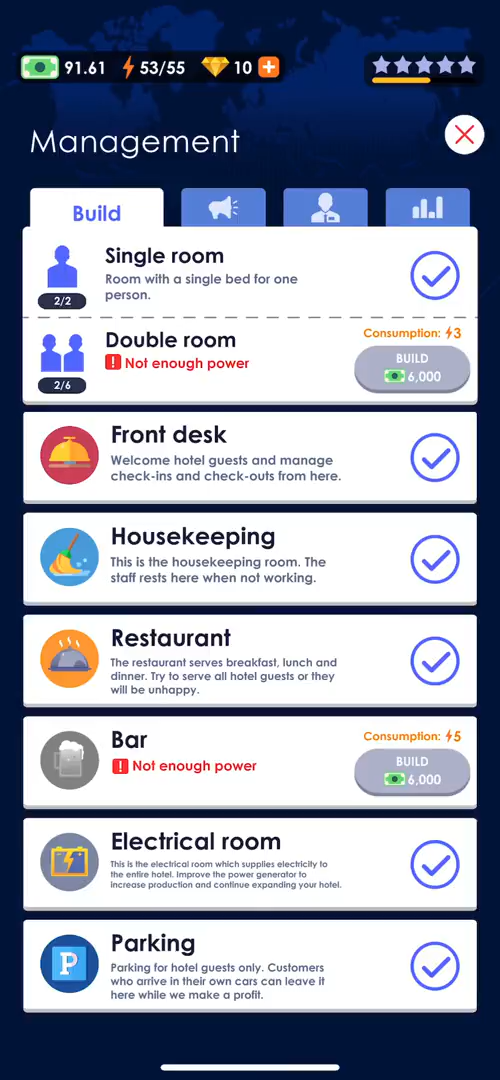 91.61 53/55 10
Management
Build
Single room
Room with a single bed for one
person.
2/2
Double room
! Not enough power
2/6
Consumption: 3
BUILD
6,000
Front desk
Welcome hotel guests and manage
check-ins and check-outs from here.
Housekeeping
This is the housekeeping room. The
staff rests here when not working.
Restaurant
The restaurant serves breakfast, lunch and
dinner. Try to serve all hotel guests or they
will be unhappy.
Bar
! Not enough power
Consumption: 5
BUILD
6,000
Electrical room
This is the electrical room which supplies electricity to
the entire hotel. Improve the power generator to
increase production and continue expanding your hotel.
P
Parking
Parking for hotel guests only. Customers
who arrive in their own cars can leave it
here while we make a profit.